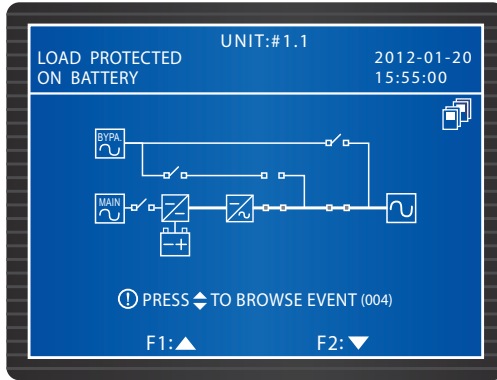 UNIT:#1.1
LOAD PROTECTED
2012-01-20
ON BATTERY
15:55:00
BYPA.
MAIN
PRESS TO BROWSE EVENT (004)
F1:
F2: